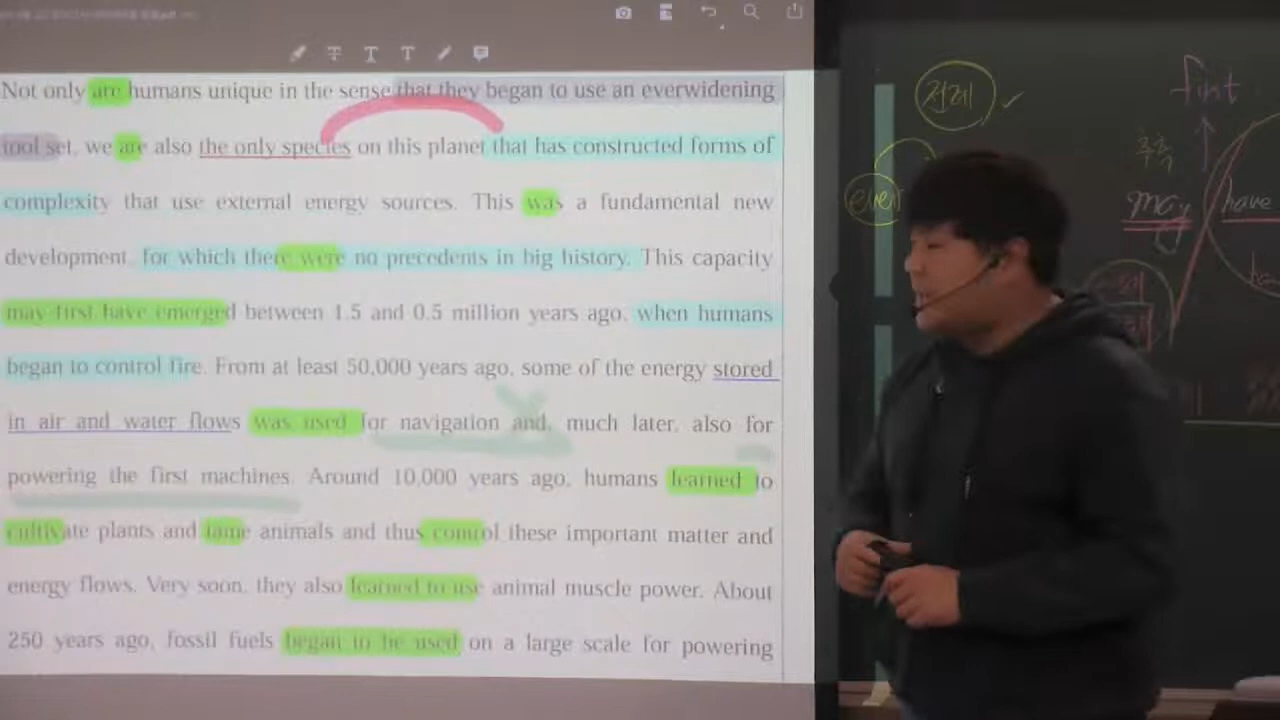 Not only are humans unique in the sense that they began to use an everwidening
tool set, we are also the only species on this planet that has constructed forms of
complexity that use external energy sources. This was a fundamental new
development, for which there were no precedents in big history. This capacity
may first have emerged between 1.5 and 0.5 million years ago, when humans
began to control fire. From at least 50,000 years ago, some of the energy stored
in air and water flows was used for navigation and, much later, also for
powering the first machines. Around 10,000 years ago, humans learned to
cultivate plants and tame animals and thus control these important matter and
energy flows. Very soon, they also learned to use animal muscle power. About
250 years ago, fossil fuels began to be used on a large scale for powering
전례
event
추측
may have